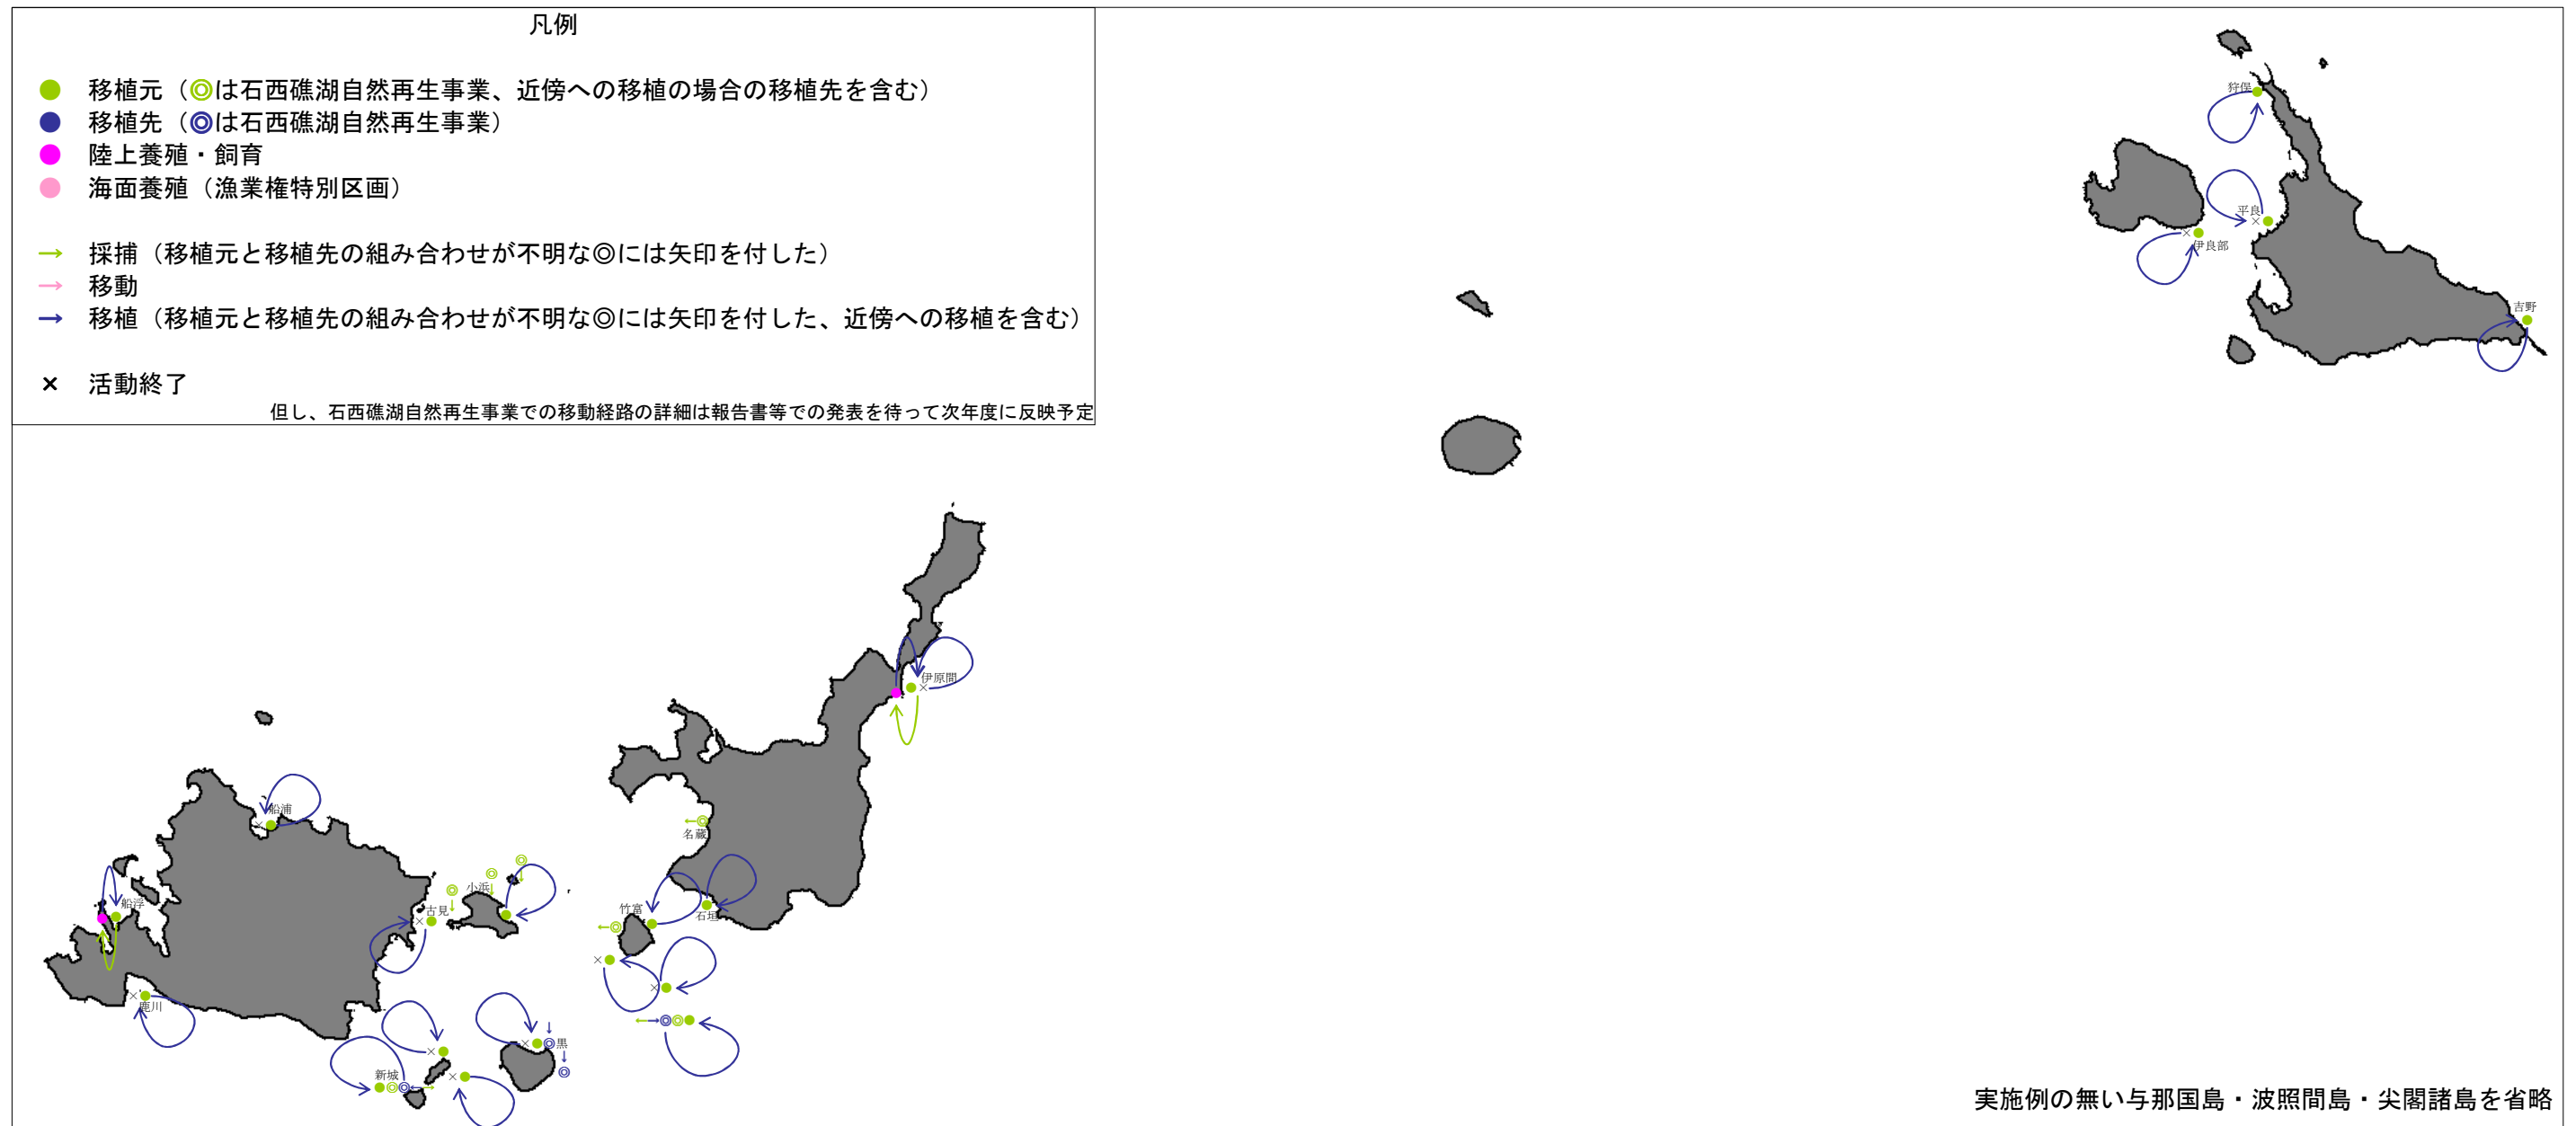 凡例
● 移植元（◎は石西礁湖自然再生事業、近傍への移植の場合の移植先を含む）
● 移植先（◎は石西礁湖自然再生事業）
● 陸上養殖・飼育
● 海面養殖（漁業権特別区画）
→ 採捕（移植元と移植先の組み合わせが不明な◎には矢印を付した）
→ 移動
→ 移植（移植元と移植先の組み合わせが不明な◎には矢印を付した、近傍への移植を含む）
× 活動終了
但し、石西礁湖自然再生事業での移動経路の詳細は報告書等での発表を待って次年度に反映予定
狩俣
平良
伊良部
吉野
伊原間
船浦
名蔵
小浜
船浮
古見
竹富
石垣
鹿川
黒
新城
実施例の無い与那国島・波照間島・尖閣諸島を省略